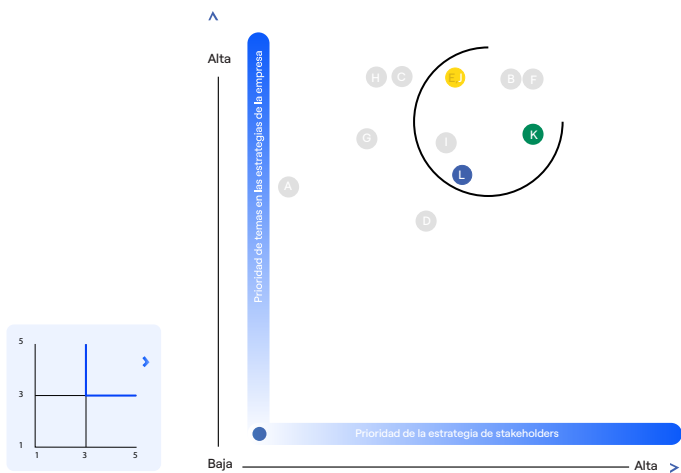 Alta
Prioridad de temas en las estrategias de la empresa
H
C
E,J
B
F
G
I
K
L
A
D
5
3
1
1
3
5
Prioridad de la estrategia de stakeholders
Baja
Alta